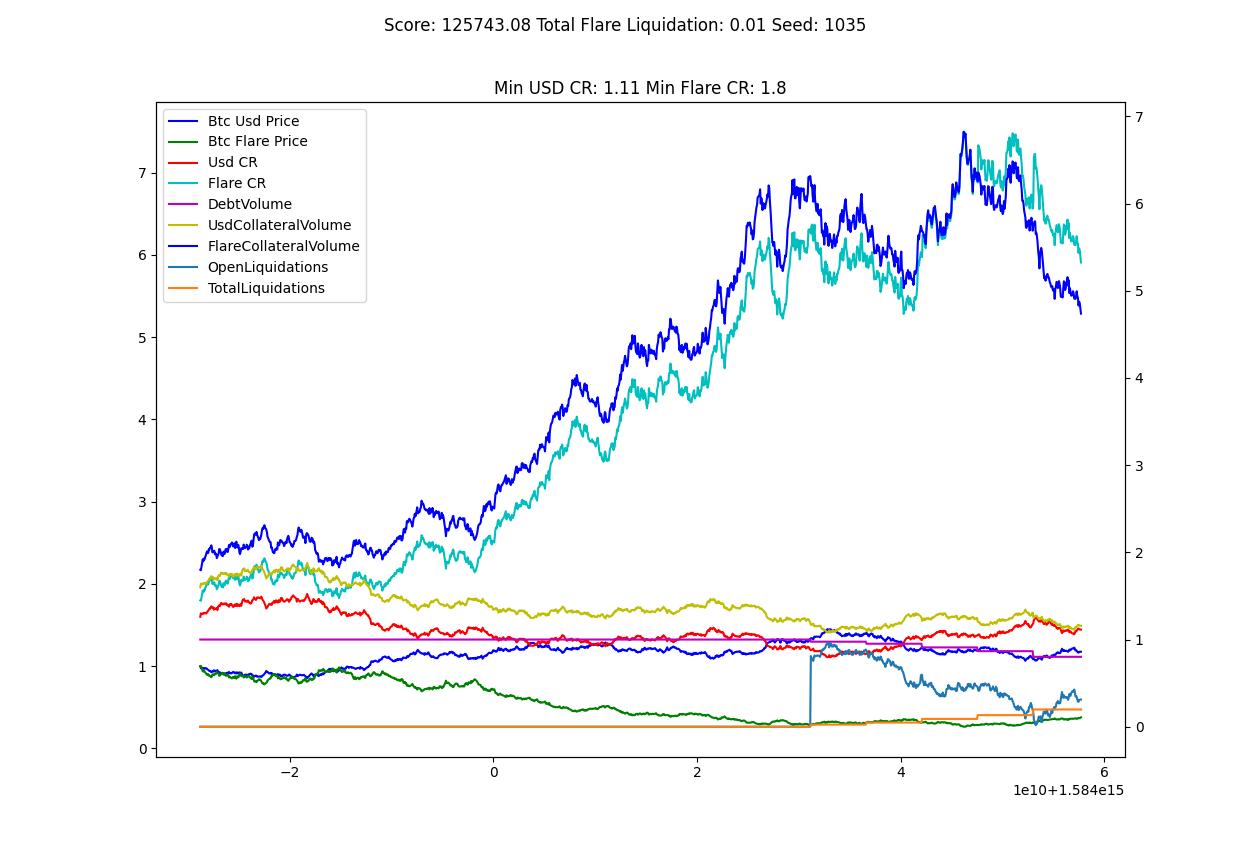 Score: 125743.08 Total Flare Liquidation: 0.01 Seed: 1035
Min USD CR: 1.11 Min Flare CR: 1.8
Btc Usd Price
Btc Flare Price
Usd CR
Flare CR
DebtVolume
UsdCollateralVolume
FlareCollateralVolume
OpenLiquidations
TotalLiquidations
7
6
5
4
3
2
1
0
7
6
5
4
3
2
1
0
−2
0
2
4
6
1e10+1.584e15